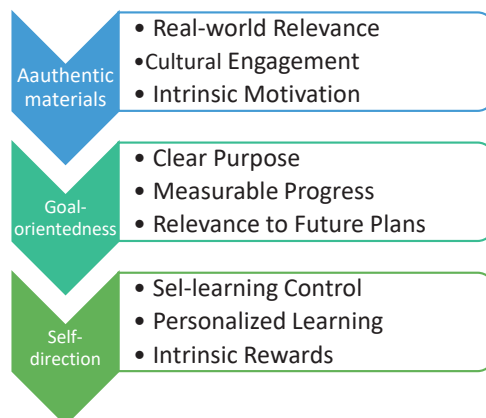 Aauthentic
materials
• Real-world Relevance
•Cultural Engagement
• Intrinsic Motivation
Goal-
orientedness
• Clear Purpose
• Measurable Progress
• Relevance to Future Plans
Self-
direction
• Sel-learning Control
• Personalized Learning
• Intrinsic Rewards